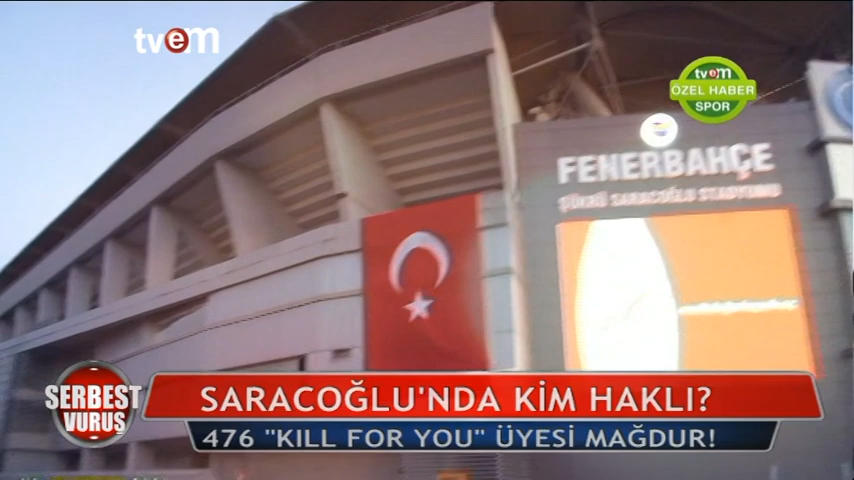 tvem
tvem
ÖZEL HABER
SPOR
FENERBAHÇE
ŞÜKRÜ SARACOĞLU STADYUMU
SERBEST
VURUŞ
SARACOĞLU'NDA KİM HAKLI?
476 "KILL FOR YOU" ÜYESİ MAĞDUR!